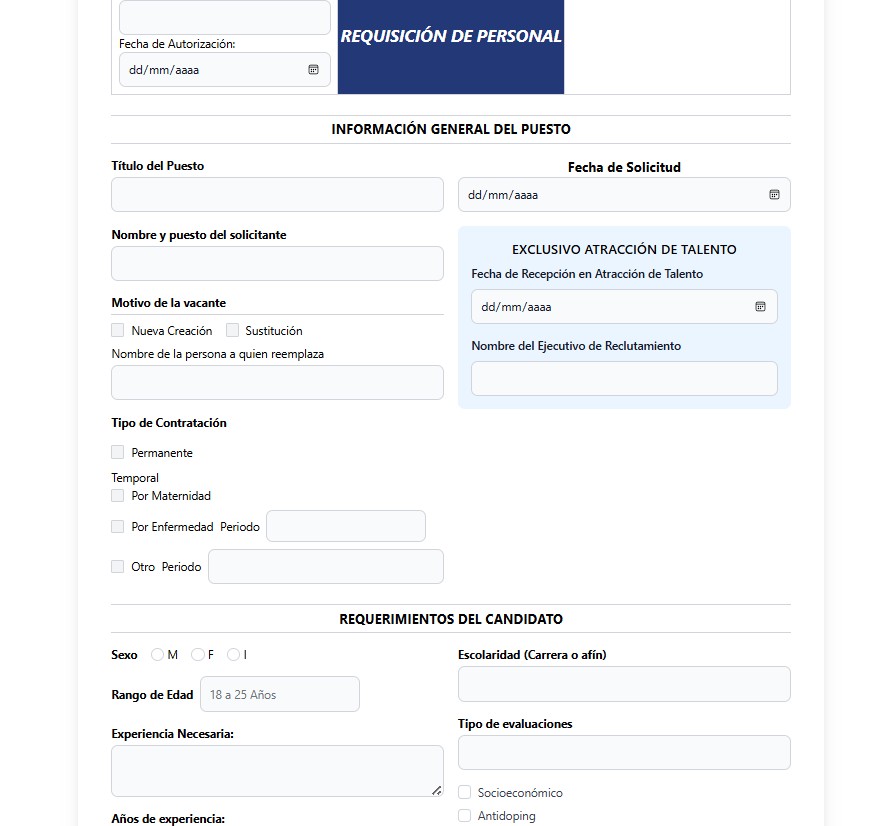 Fecha de Autorización:
dd/mm/aaaa
REQUISICIÓN DE PERSONAL
INFORMACIÓN GENERAL DEL PUESTO
Título del Puesto
Fecha de Solicitud
dd/mm/aaaa
Nombre y puesto del solicitante
EXCLUSIVO ATRACCIÓN DE TALENTO
Fecha de Recepción en Atracción de Talento
dd/mm/aaaa
Nombre del Ejecutivo de Reclutamiento
Motivo de la vacante
Nueva Creación Sustitución
Nombre de la persona a quien reemplaza
Tipo de Contratación
Permanente
Temporal
Por Maternidad
Por Enfermedad Periodo
Otro Periodo
REQUERIMIENTOS DEL CANDIDATO
Sexo M F I
Rango de Edad 18 a 25 Años
Experiencia Necesaria:
Años de experiencia:
Escolaridad (Carrera o afín)
Tipo de evaluaciones
Socioeconómico
Antidoping